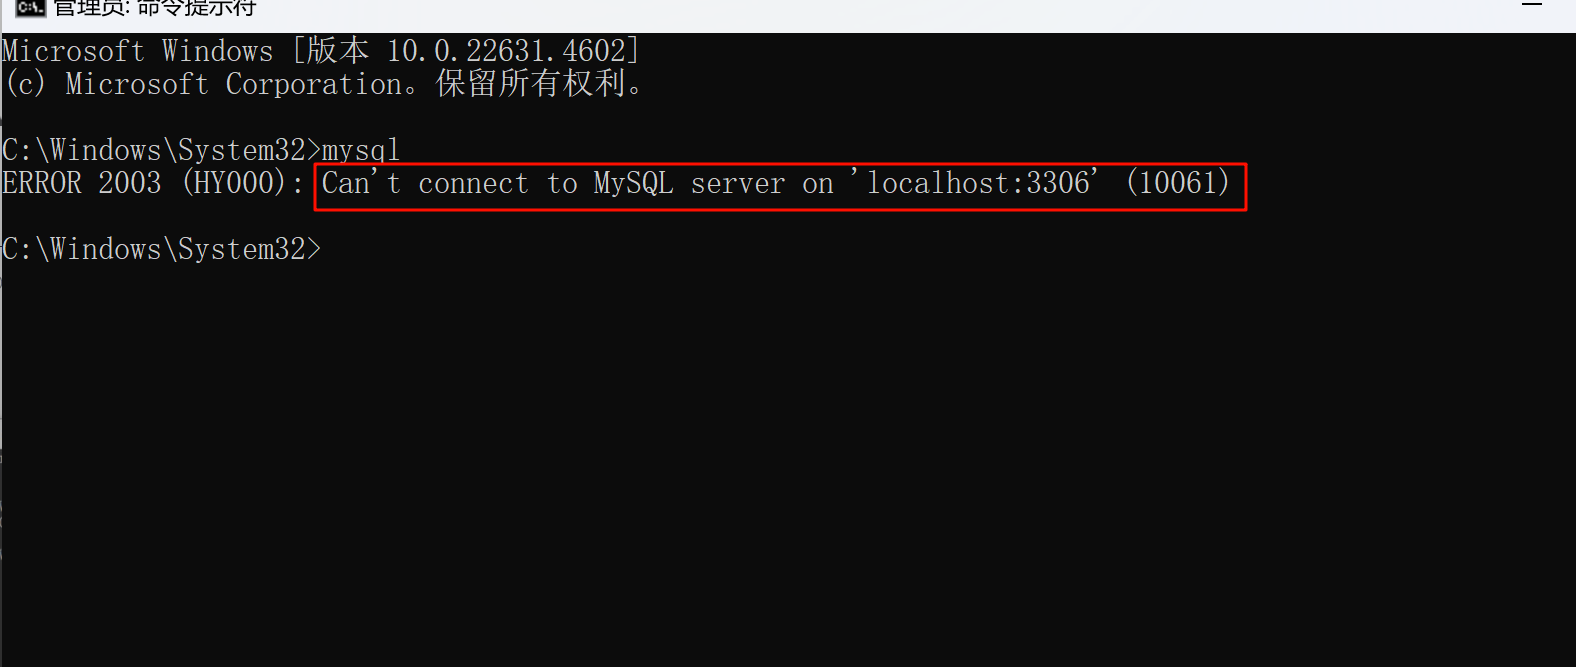 管理员: 命令提示符
Microsoft Windows [版本 10.0.22631.4602]
(c) Microsoft Corporation。保留所有权利。
C:\Windows\System32>mysql
ERROR 2003 (HY000): Can't connect to MySQL server on 'localhost:3306' (10061)
C:\Windows\System32>